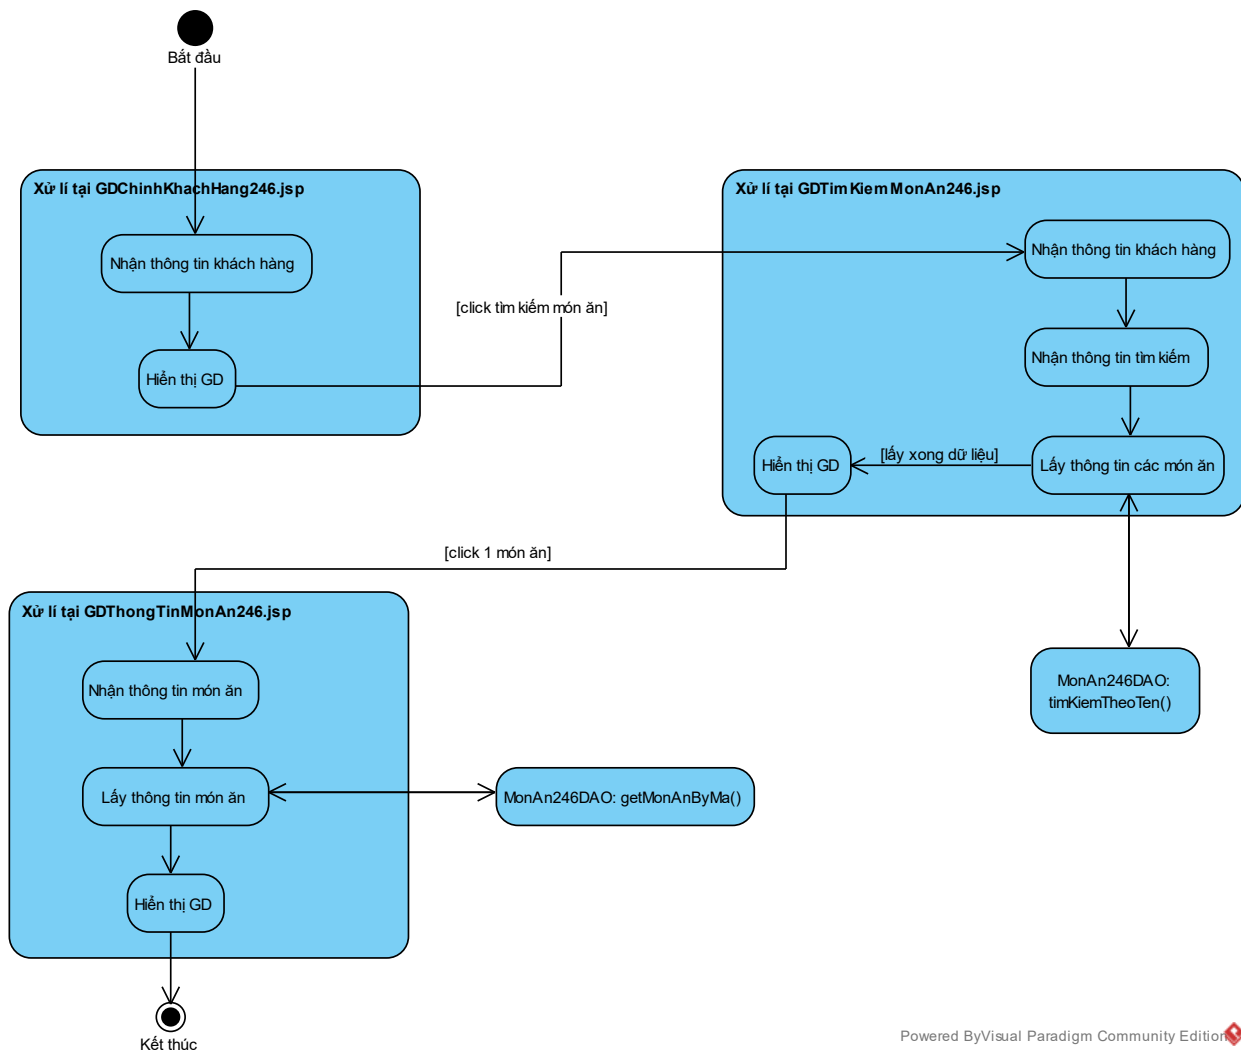 Bắt đầu
Xử lí tại GDChinhKhachHang246.jsp
Nhận thông tin khách hàng
Hiển thị GD
[click tìm kiếm món ăn]
Xử lí tại GDTimKiemMonAn246.jsp
Nhận thông tin khách hàng
Nhận thông tin tìm kiếm
Lấy thông tin các món ăn
[lấy xong dữ liệu]
Hiển thị GD
MonAn246DAO:
timKiemTheoTen()
[click 1 món ăn]
Xử lí tại GDThongTinMonAn246.jsp
Nhận thông tin món ăn
Lấy thông tin món ăn
MonAn246DAO: getMonAnByMa()
Hiển thị GD
Kết thúc
Powered ByVisual Paradigm Community Edition